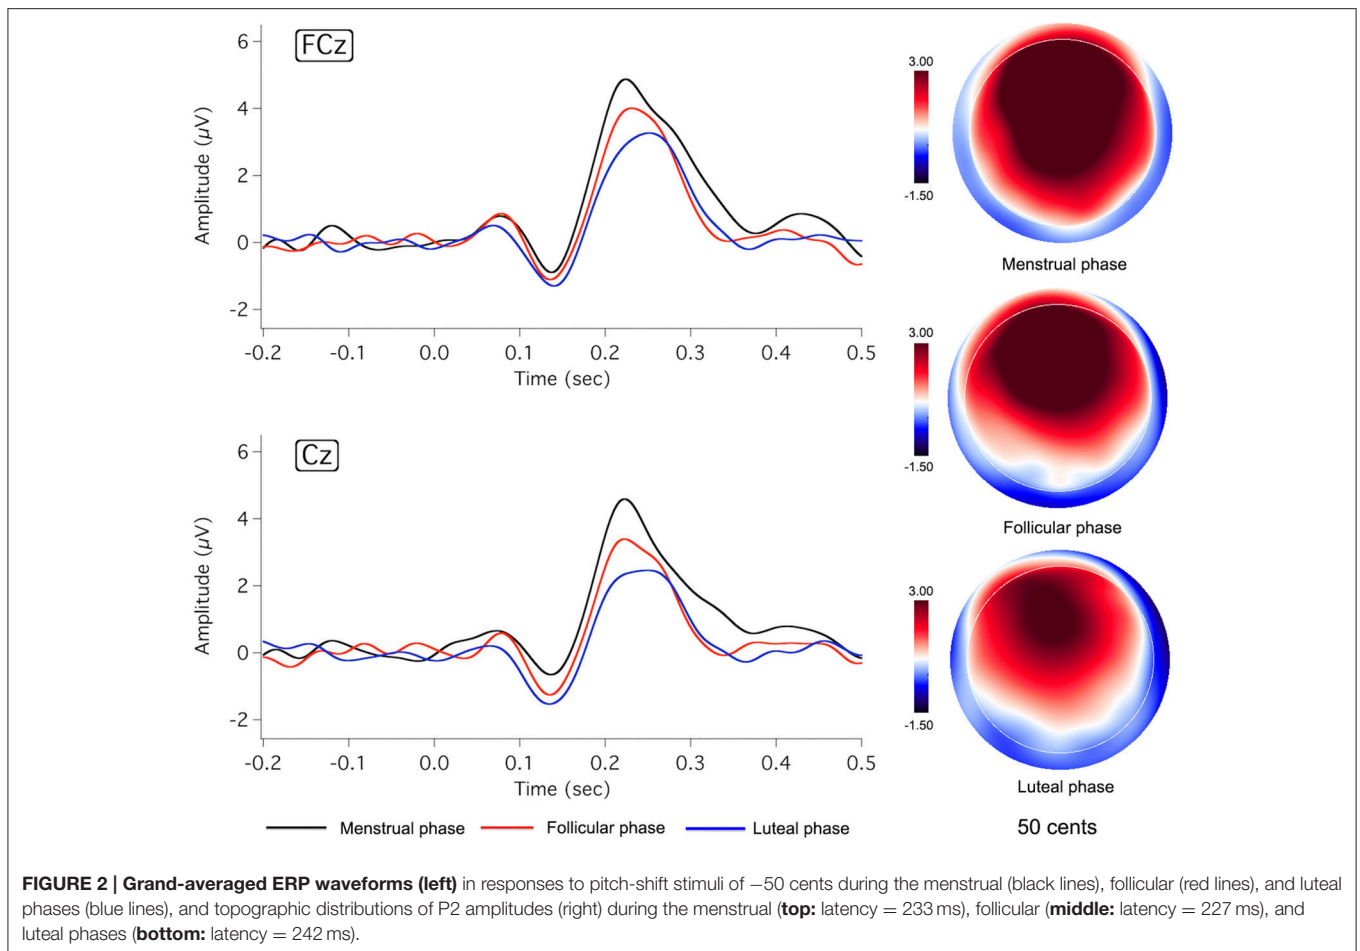 FCz
6
4
2
0
-2
Amplitude (µV)
-0.2 -0.1 0.0 0.1 0.2 0.3 0.4 0.5
Time (sec)
3.00
-1.50
Menstrual phase
3.00
-1.50
Follicular phase
Cz
6
4
2
0
-2
Amplitude (µV)
-0.2 -0.1 0.0 0.1 0.2 0.3 0.4 0.5
Time (sec)
3.00
-1.50
Luteal phase
Menstrual phase Follicular phase Luteal phase
50 cents
FIGURE 2 | Grand-averaged ERP waveforms (left) in responses to pitch-shift stimuli of −50 cents during the menstrual (black lines), follicular (red lines), and luteal
phases (blue lines), and topographic distributions of P2 amplitudes (right) during the menstrual (top: latency = 233 ms), follicular (middle: latency = 227 ms), and
luteal phases (bottom: latency = 242 ms).